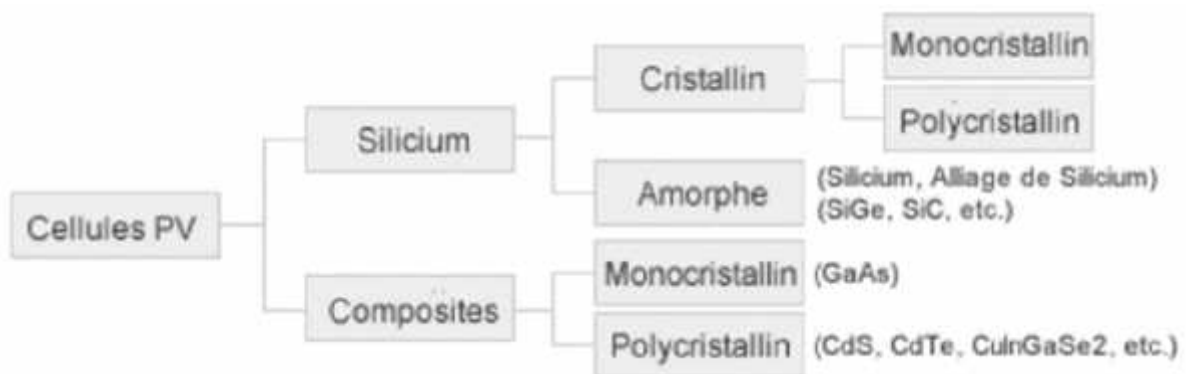 Monocristallin
Cristallin
Polycristallin
Silicium
Amorphe
(Silicium, Alliage de Silicium)
(SiGe, SiC, etc.)
Cellules PV
Monocristallin (GaAs)
Composites
Polycristallin (CdS, CdTe, CuInGaSe2, etc.)